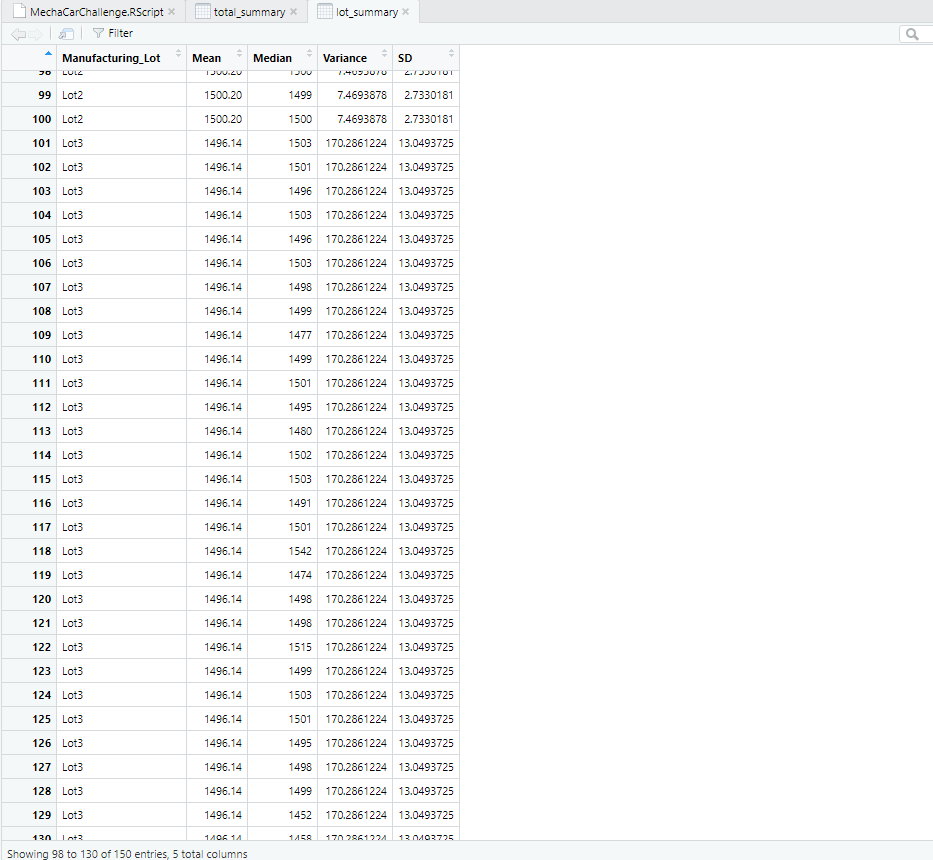 MechaCarChallenge.RScript × total_summary × lot_summary ×
Filter
Manufacturing_Lot Mean Median Variance SD
98 Lot2 1500.20 1500 7.4693878 2.7330181
99 Lot2 1500.20 1499 7.4693878 2.7330181
100 Lot2 1500.20 1500 7.4693878 2.7330181
101 Lot3 1496.14 1503 170.2861224 13.0493725
102 Lot3 1496.14 1501 170.2861224 13.0493725
103 Lot3 1496.14 1496 170.2861224 13.0493725
104 Lot3 1496.14 1503 170.2861224 13.0493725
105 Lot3 1496.14 1496 170.2861224 13.0493725
106 Lot3 1496.14 1503 170.2861224 13.0493725
107 Lot3 1496.14 1498 170.2861224 13.0493725
108 Lot3 1496.14 1499 170.2861224 13.0493725
109 Lot3 1496.14 1477 170.2861224 13.0493725
110 Lot3 1496.14 1499 170.2861224 13.0493725
111 Lot3 1496.14 1501 170.2861224 13.0493725
112 Lot3 1496.14 1495 170.2861224 13.0493725
113 Lot3 1496.14 1480 170.2861224 13.0493725
114 Lot3 1496.14 1502 170.2861224 13.0493725
115 Lot3 1496.14 1503 170.2861224 13.0493725
116 Lot3 1496.14 1491 170.2861224 13.0493725
117 Lot3 1496.14 1501 170.2861224 13.0493725
118 Lot3 1496.14 1542 170.2861224 13.0493725
119 Lot3 1496.14 1474 170.2861224 13.0493725
120 Lot3 1496.14 1498 170.2861224 13.0493725
121 Lot3 1496.14 1498 170.2861224 13.0493725
122 Lot3 1496.14 1515 170.2861224 13.0493725
123 Lot3 1496.14 1499 170.2861224 13.0493725
124 Lot3 1496.14 1503 170.2861224 13.0493725
125 Lot3 1496.14 1501 170.2861224 13.0493725
126 Lot3 1496.14 1495 170.2861224 13.0493725
127 Lot3 1496.14 1498 170.2861224 13.0493725
128 Lot3 1496.14 1499 170.2861224 13.0493725
129 Lot3 1496.14 1452 170.2861224 13.0493725
130 Lot3 1496.14 1458 170.2861224 13.0493725
Showing 98 to 130 of 150 entries, 5 total columns